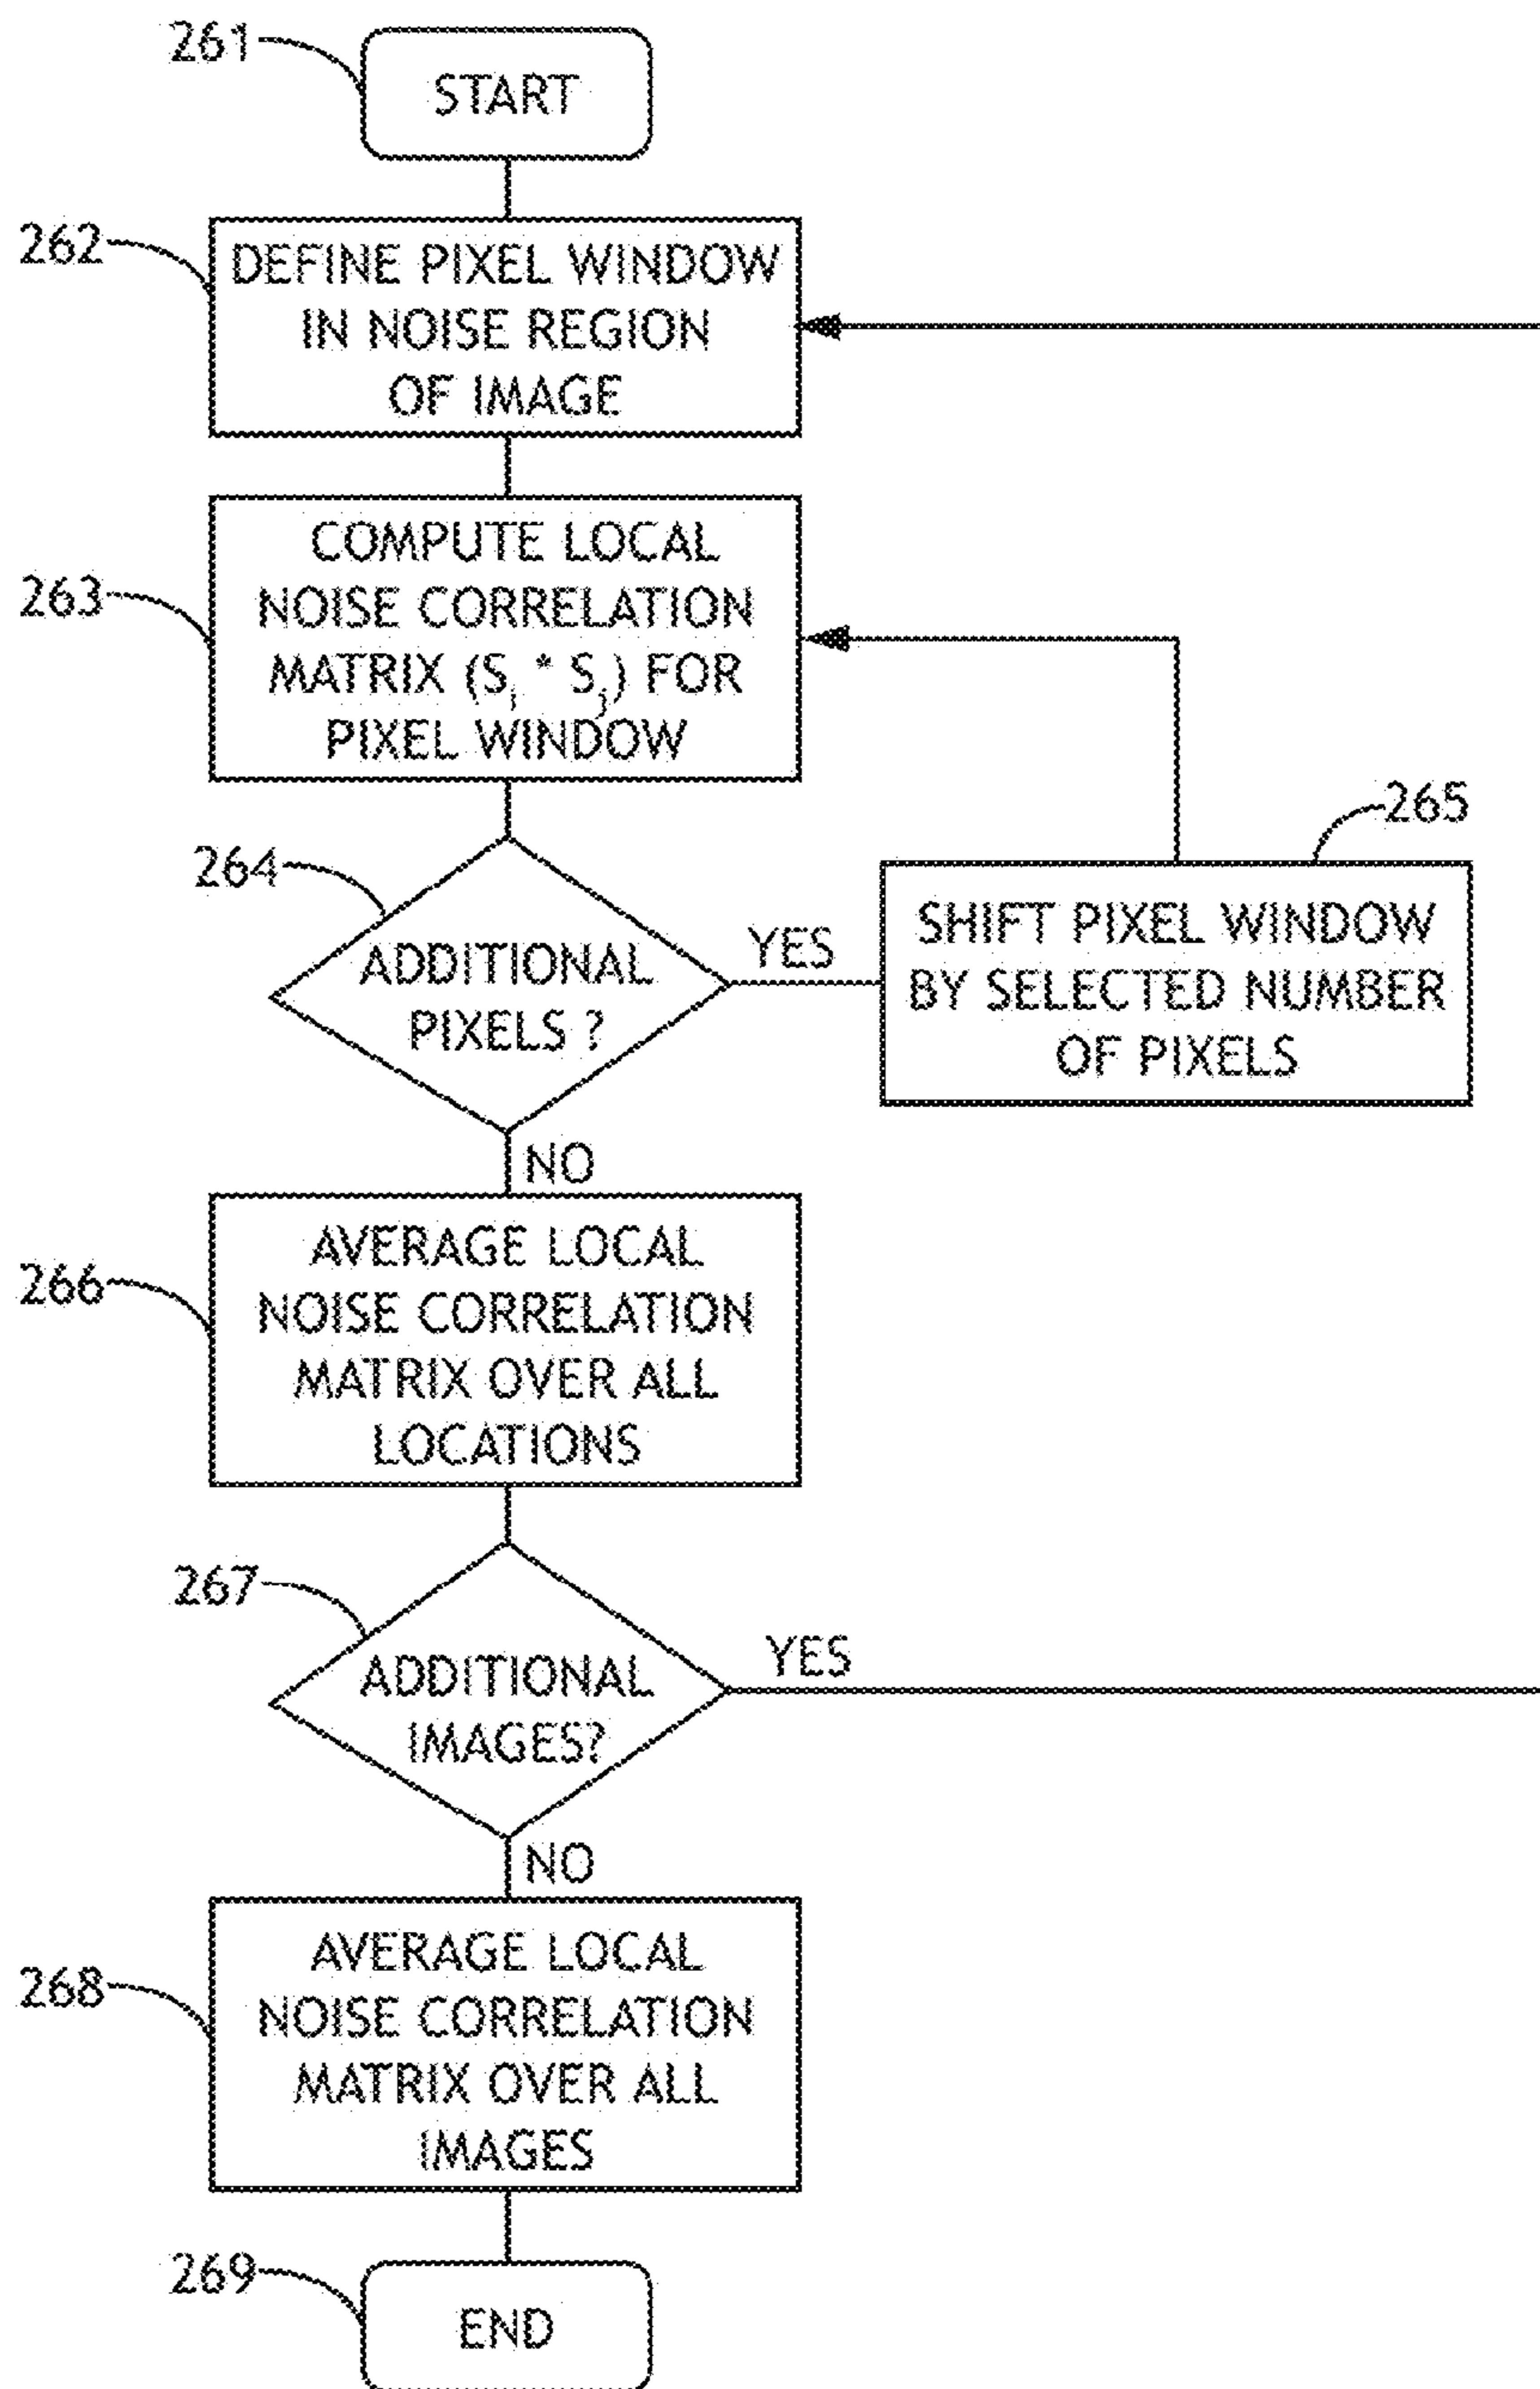 261
START
262
DEFINE PIXEL WINDOW
IN NOISE REGION
OF IMAGE
263
COMPUTE LOCAL
NOISE CORRELATION
MATRIX (Si * Sj) FOR
PIXEL WINDOW
264
ADDITIONAL
PIXELS ?
YES
265
SHIFT PIXEL WINDOW
BY SELECTED NUMBER
OF PIXELS
NO
266
AVERAGE LOCAL
NOISE CORRELATION
MATRIX OVER ALL
LOCATIONS
267
ADDITIONAL
IMAGES?
YES
NO
268
AVERAGE LOCAL
NOISE CORRELATION
MATRIX OVER ALL
IMAGES
269
END